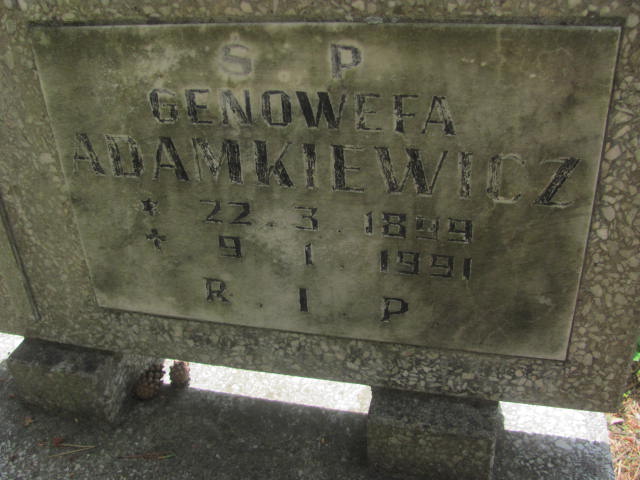 S P
GENOWEFA
ADAMKIEWICZ
* 22 . 3 . 1899
✝ 9 1 1991
R I P